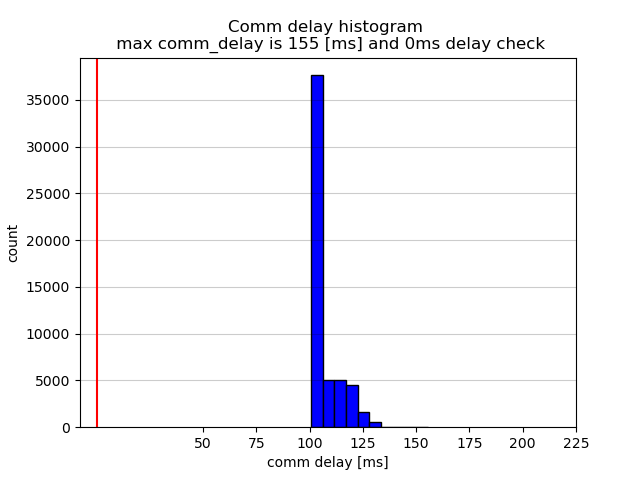 Comm delay histogram
max comm_delay is 155 [ms] and 0ms delay check
35000
30000
25000
20000
15000
10000
5000
0
count
50 75 100 125 150 175 200 225
comm delay [ms]